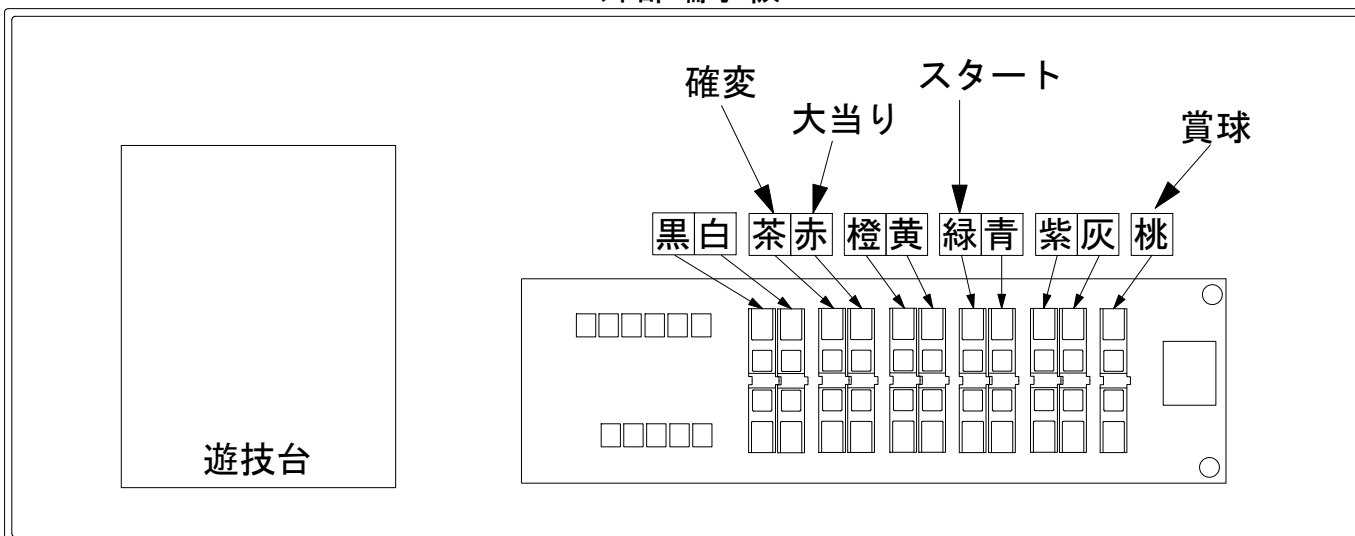 確変
大当り
スタート
賞球
黒 白 茶 赤 橙 黄 緑 青 紫 灰 桃
遊技台